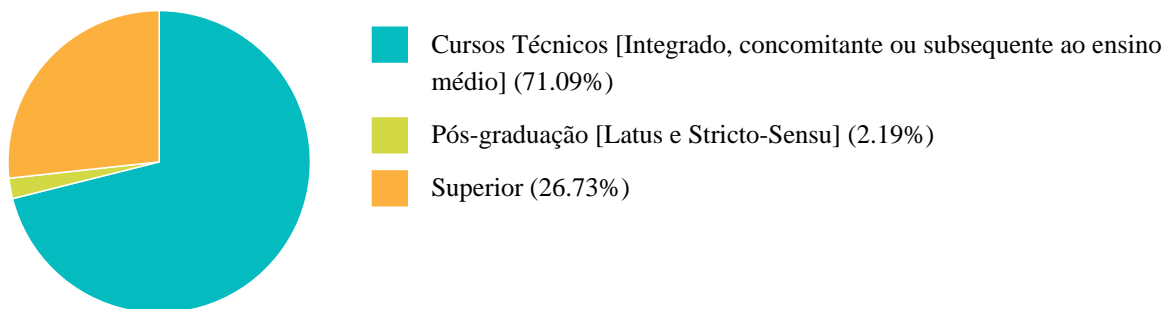 Cursos Técnicos [Integrado, concomitante ou subsequente ao ensino
médio] (71.09%)
Pós-graduação [Latus e Stricto-Sensu] (2.19%)
Superior (26.73%)